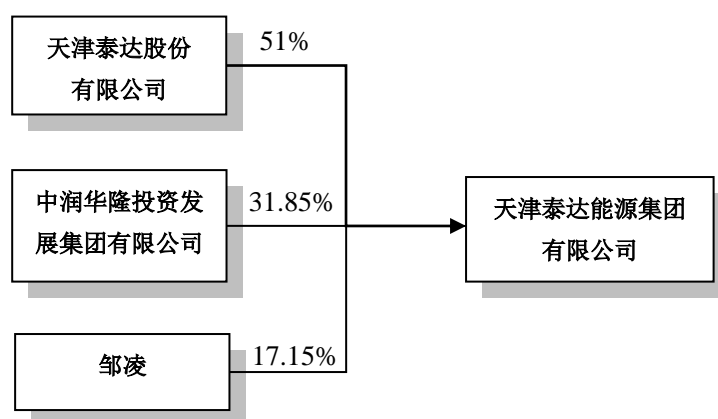 天津泰达股份
有限公司
51%
中润华隆投资发
展集团有限公司
31.85%
天津泰达能源集团
有限公司
邹凌
17.15%